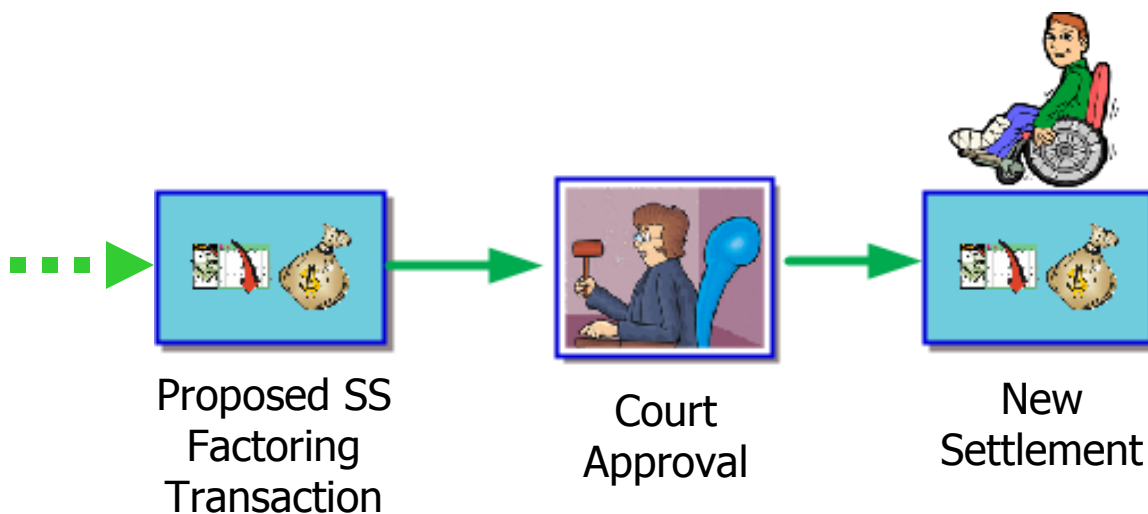 Proposed SS
Factoring
Transaction
Court
Approval
New
Settlement